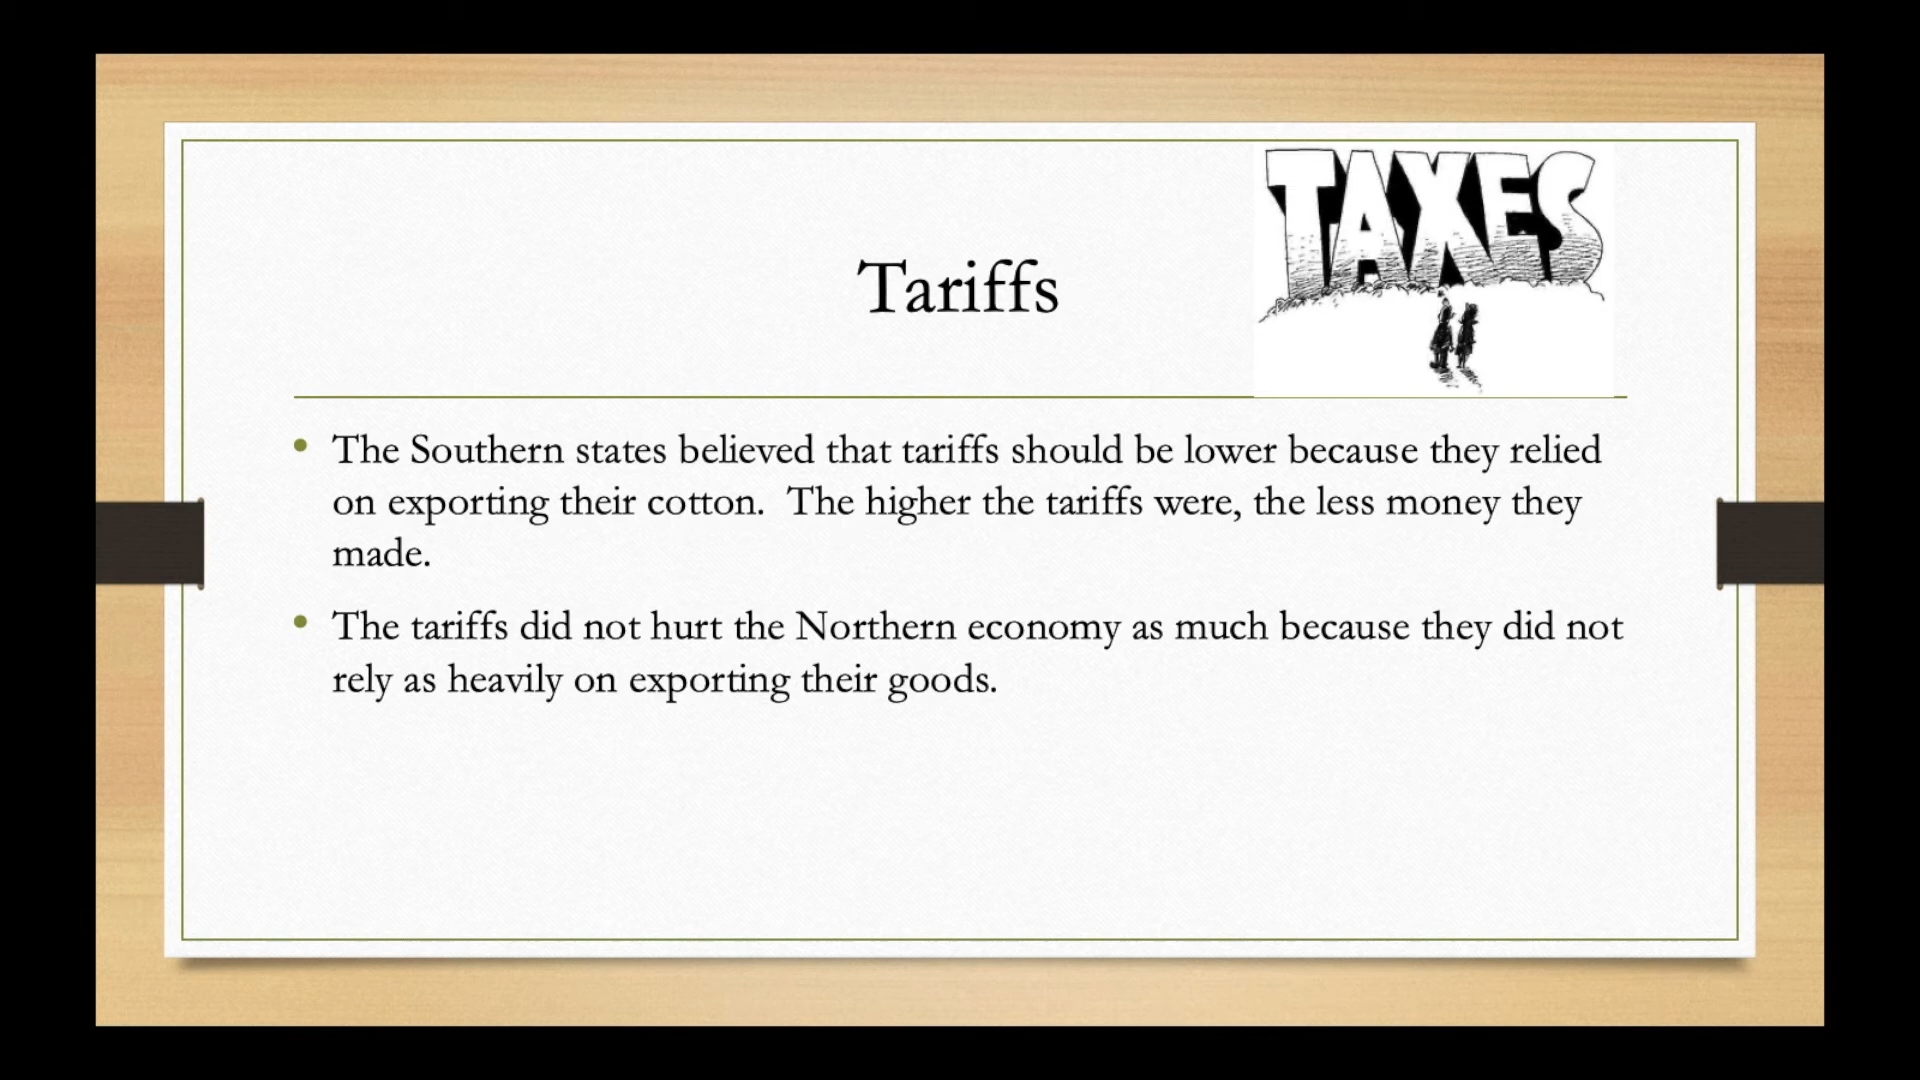 TAXES
Tariffs
• The Southern states believed that tariffs should be lower because they relied
on exporting their cotton.  The higher the tariffs were, the less money they
made.
• The tariffs did not hurt the Northern economy as much because they did not
rely as heavily on exporting their goods.